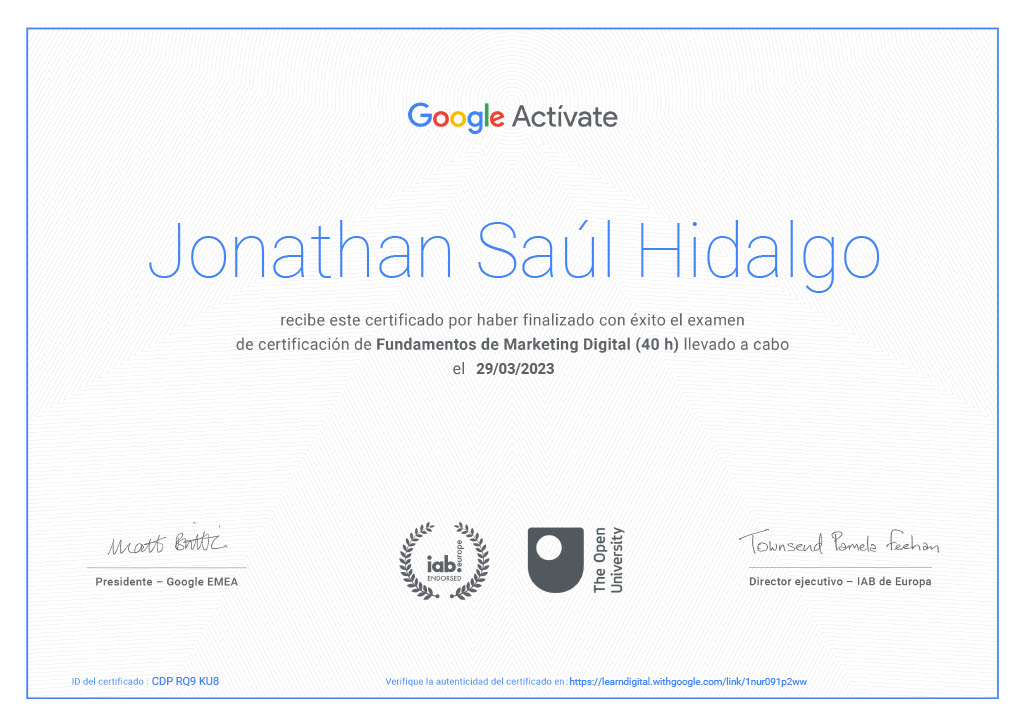 Google Actívate
Jonathan Saúl Hidalgo
recibe este certificado por haber finalizado con éxito el examen
de certificación de Fundamentos de Marketing Digital (40 h) llevado a cabo
el 29/03/2023
Matt Brittin
Townsend Pamela Feehan
iab.europe
ENDORSED
The Open
University
Presidente – Google EMEA
Director ejecutivo – IAB de Europa
ID del certificado : CDP RQ9 KU8
Verifique la autenticidad del certificado en: https://learndigital.withgoogle.com/link/1nur091p2ww